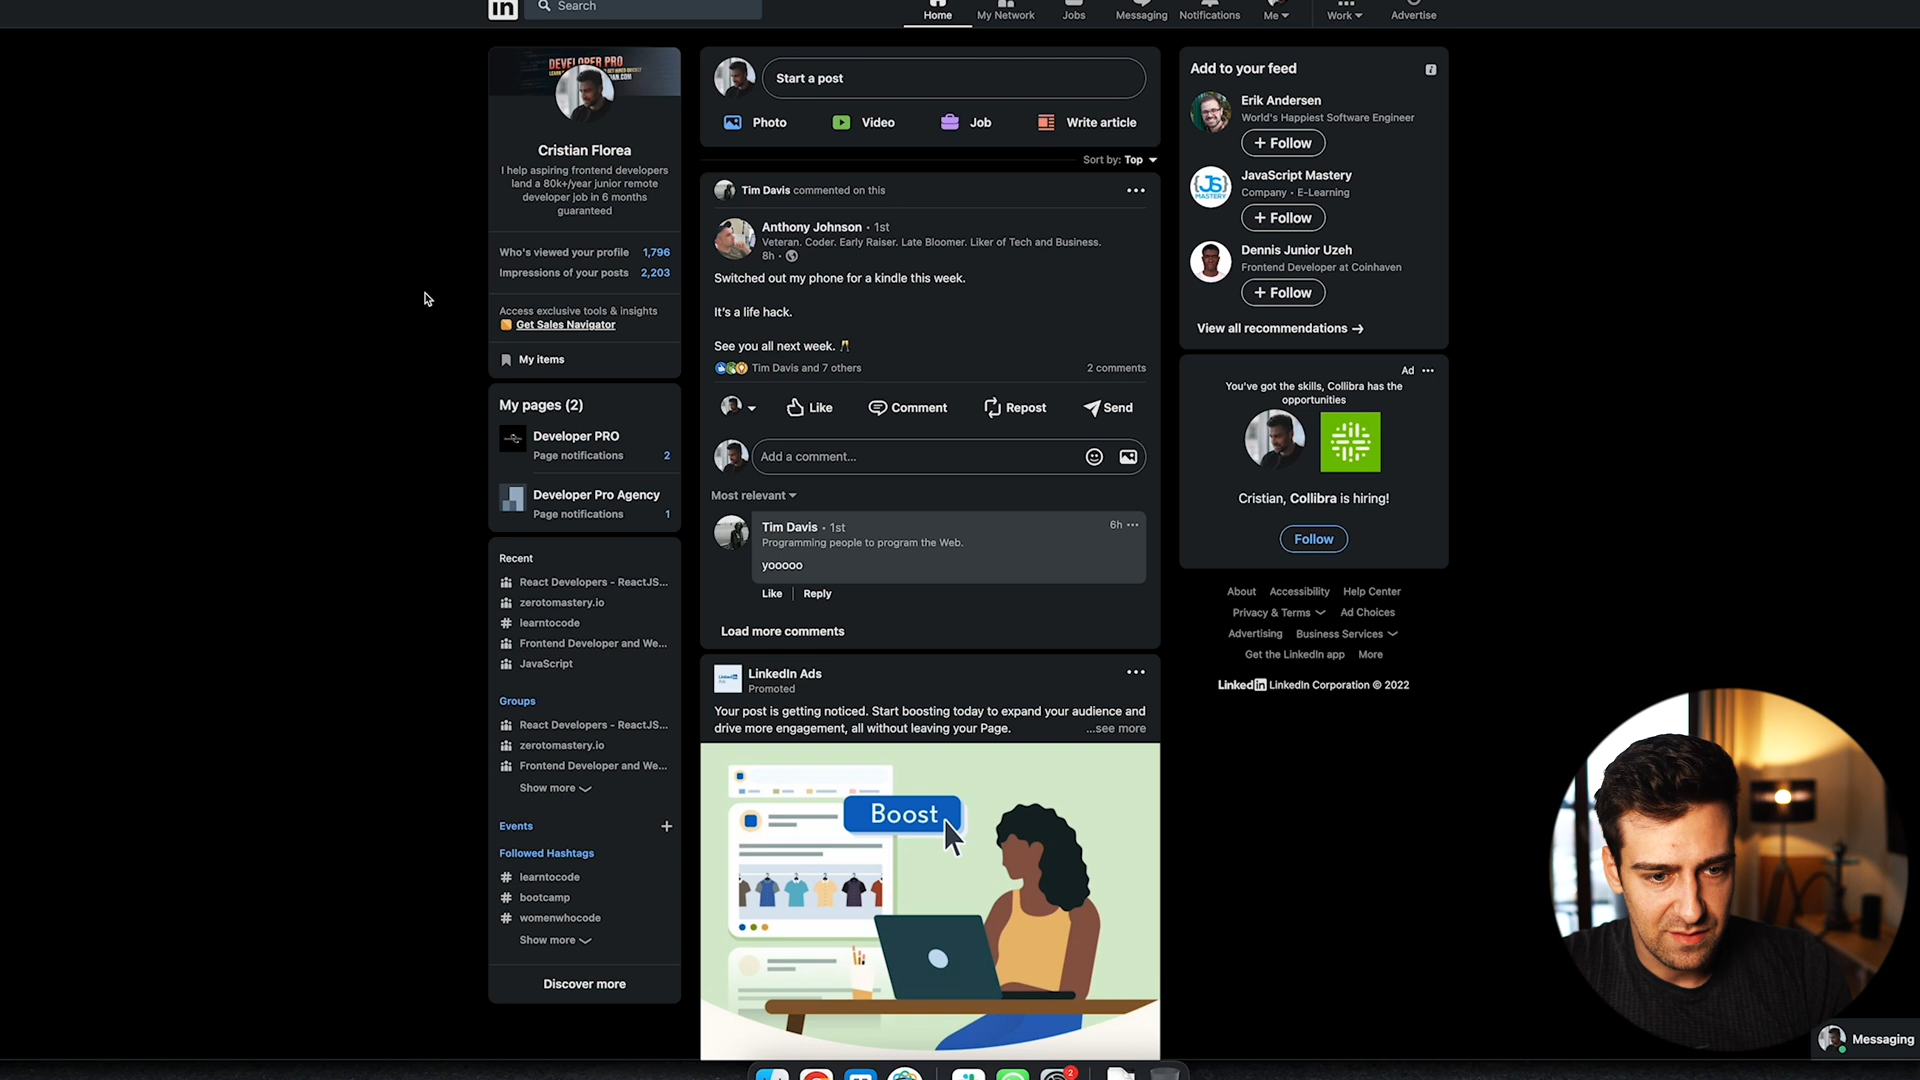 in
Search
Home
My Network
Jobs
Messaging
Notifications
Me
Work
Advertise
DEVELOPER PRO
Cristian Florea
I help aspiring frontend developers
land a 80k+/year junior remote
developer job in 6 months
guaranteed
Who's viewed your profile 1,796
Impressions of your posts 2,203
Access exclusive tools & insights
Get Sales Navigator
My items
My pages (2)
Developer PRO
Page notifications 2
Developer Pro Agency
Page notifications 1
Recent
React Developers - ReactJS...
zerotomastery.io
# learntocode
Frontend Developer and We...
JavaScript
Groups
React Developers - ReactJS...
zerotomastery.io
Frontend Developer and We...
Show more
Events +
Followed Hashtags
# learntocode
# bootcamp
# womenwhocode
Show more
Discover more
Start a post
Photo
Video
Job
Write article
Sort by: Top
Tim Davis commented on this
Anthony Johnson • 1st
Veteran. Coder. Early Raiser. Late Bloomer. Liker of Tech and Business.
8h •
Switched out my phone for a kindle this week.
It's a life hack.
See you all next week. 🥂
Tim Davis and 7 others
2 comments
Like
Comment
Repost
Send
Add a comment...
Most relevant
Tim Davis • 1st
6h
Programming people to program the Web.
yooooo
Like
Reply
Load more comments
LinkedIn Ads
Promoted
Your post is getting noticed. Start boosting today to expand your audience and
drive more engagement, all without leaving your Page.
...see more
Boost
Add to your feed
Erik Andersen
World's Happiest Software Engineer
+ Follow
JS
MASTERY
JavaScript Mastery
Company • E-Learning
+ Follow
Dennis Junior Uzeh
Frontend Developer at Coinhaven
+ Follow
View all recommendations →
Ad
You've got the skills, Collibra has the
opportunities
Cristian, Collibra is hiring!
Follow
About
Accessibility
Help Center
Privacy & Terms
Ad Choices
Advertising
Business Services
Get the LinkedIn app
More
LinkedIn LinkedIn Corporation © 2022
Messaging
2